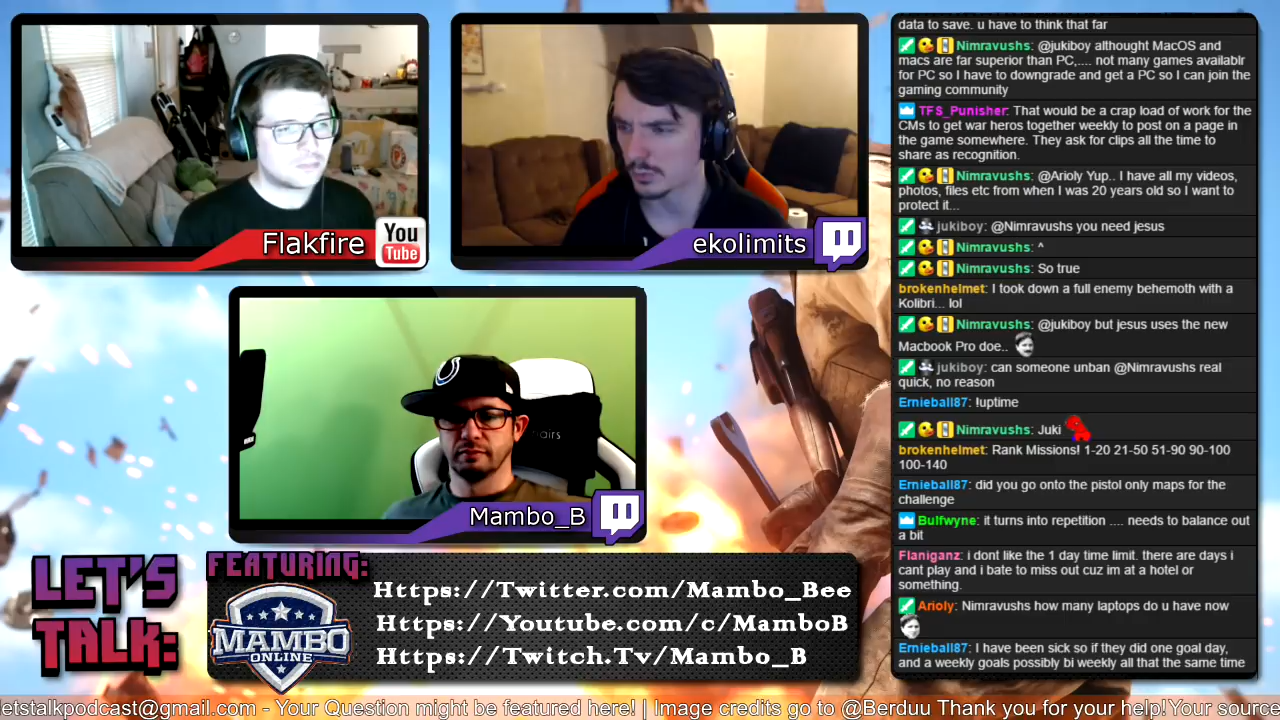 Flakfire
You
Tube
ekolimits
Mambo_B
airs
LET'S
TALK:
FEATURING:
MAMBO
ONLINE
Https://Twitter.com/Mambo_Bee
Https://Youtube.com/c/MamboB
Https://Twitch.Tv/Mambo_B
data to save. u have to think that far
Nimravushs: @jukiboy althought MacOS and
macs are far superior than PC,.... not many games availablr
for PC so I have to downgrade and get a PC so I can join the
gaming community
TFS_Punisher: That would be a crap load of work for the
CMs to get war heros together weekly to post on a page in
the game somewhere. They ask for clips all the time to
share as recognition.
Nimravushs: @Arioly Yup.. I have all my videos,
photos, files etc from when I was 20 years old so I want to
protect it...
jukiboy: @Nimravushs you need jesus
Nimravushs: ^
Nimravushs: So true
brokenhelmet: I took down a full enemy behemoth with a
Kolibri... lol
Nimravushs: @jukiboy but jesus uses the new
Macbook Pro doe..
jukiboy: can someone unban @Nimravushs real
quick, no reason
Ernieball87: !uptime
Nimravushs: Juki
brokenhelmet: Rank Missions! 1-20 21-50 51-90 90-100
100-140
Ernieball87: did you go onto the pistol only maps for the
challenge
Bulfwyne: it turns into repetition .... needs to balance out
a bit
Flaniganz: i dont like the 1 day time limit. there are days i
cant play and i bate to miss out cuz im at a hotel or
something.
Arioly: Nimravushs how many laptops do u have now
Ernieball87: I have been sick so if they did one goal day,
and a weekly goals possibly bi weekly all that the same time
etstalkpodcast@gmail.com - Your Question might be featured here! | Image credits go to @Berduu Thank you for your help!Your source